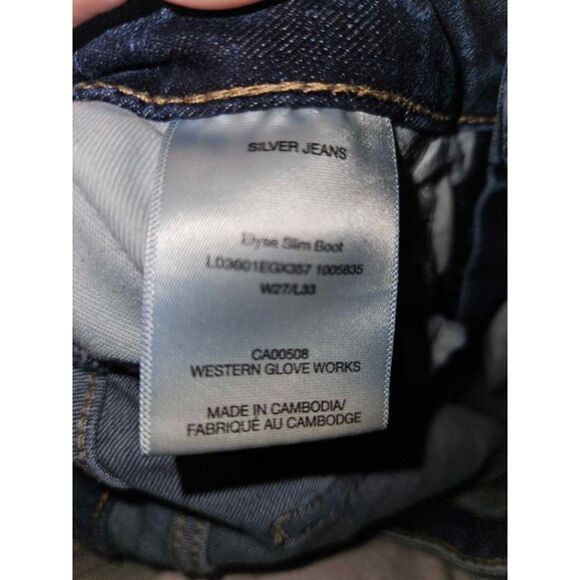 SILVER JEANS
Elyse Slim Boot
L03601EGX357 1005835
W27/L33
CA00508
WESTERN GLOVE WORKS
MADE IN CAMBODIA/
FABRIQUÉ AU CAMBODGE